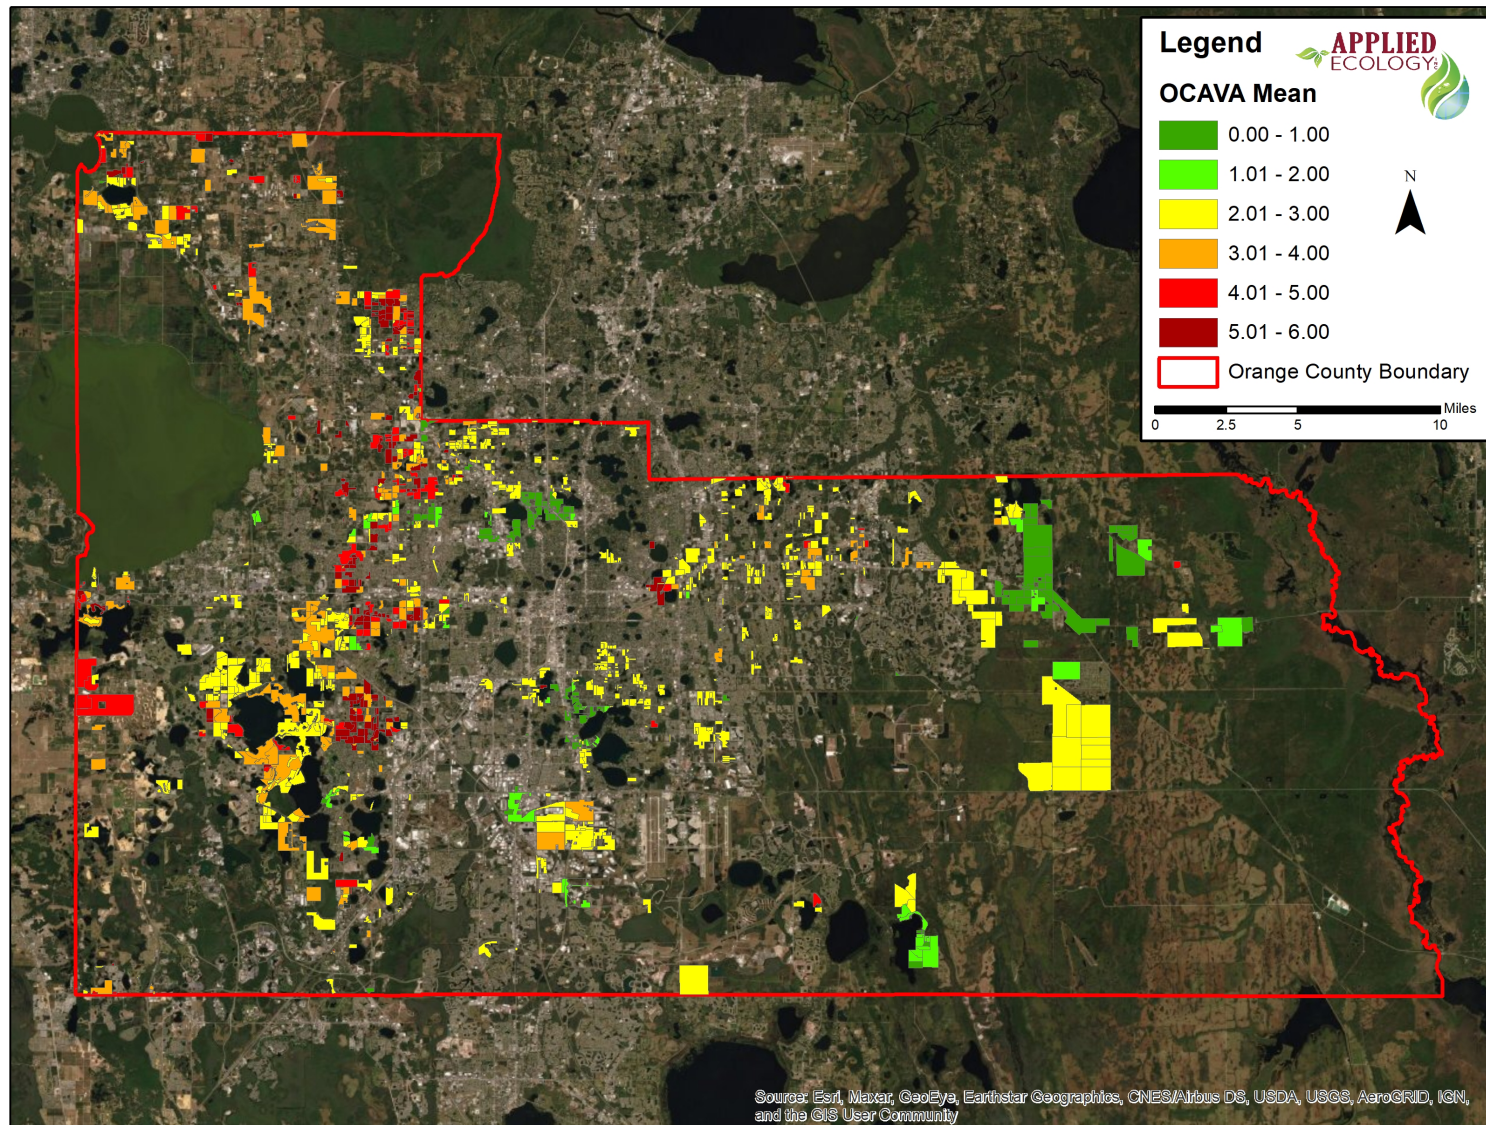 Legend
APPLIED
ECOLOGY, INC
OCAVA Mean
0.00 - 1.00
1.01 - 2.00
2.01 - 3.00
3.01 - 4.00
4.01 - 5.00
5.01 - 6.00
Orange County Boundary
N
Miles
0 2.5 5 10
Source: Esri, Maxar, GeoEye, Earthstar Geographics, CNES/Airbus DS, USDA, USGS, AeroGRID, IGN,
and the GIS User Community